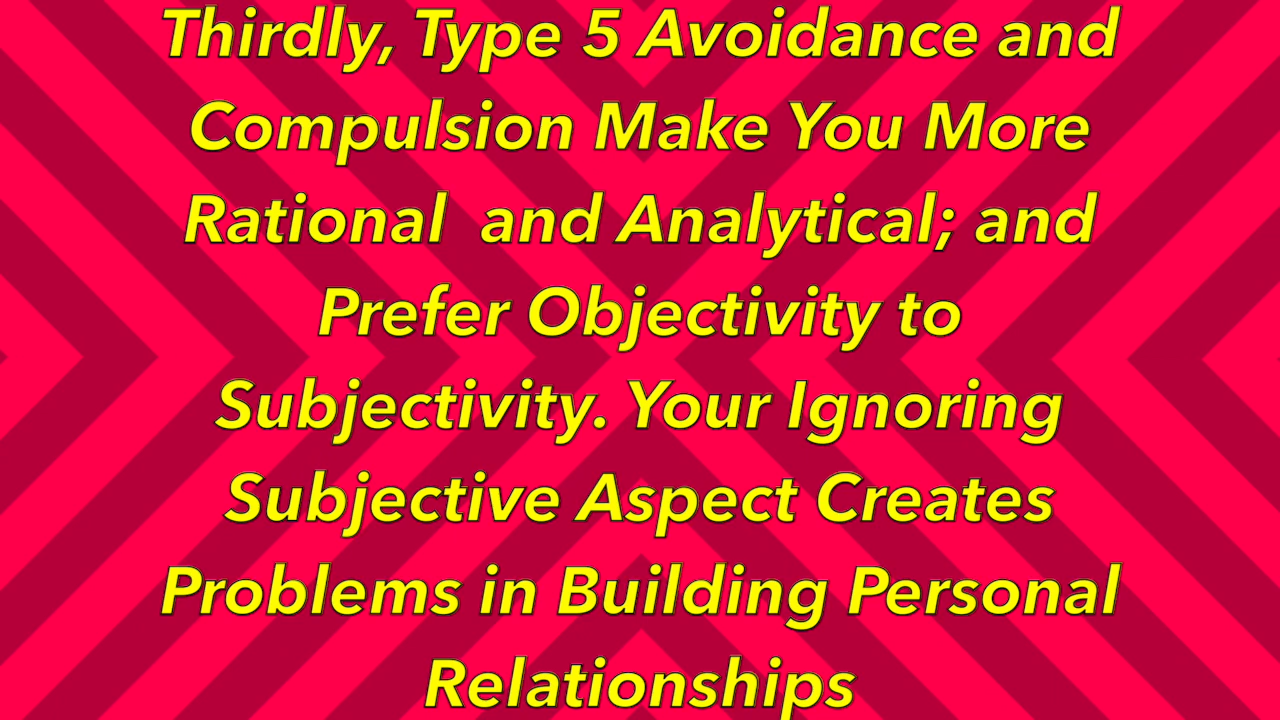 Thirdly, Type 5 Avoidance and
Compulsion Make You More
Rational  and Analytical; and
Prefer Objectivity to
Subjectivity. Your Ignoring
Subjective Aspect Creates
Problems in Building Personal
Relationships